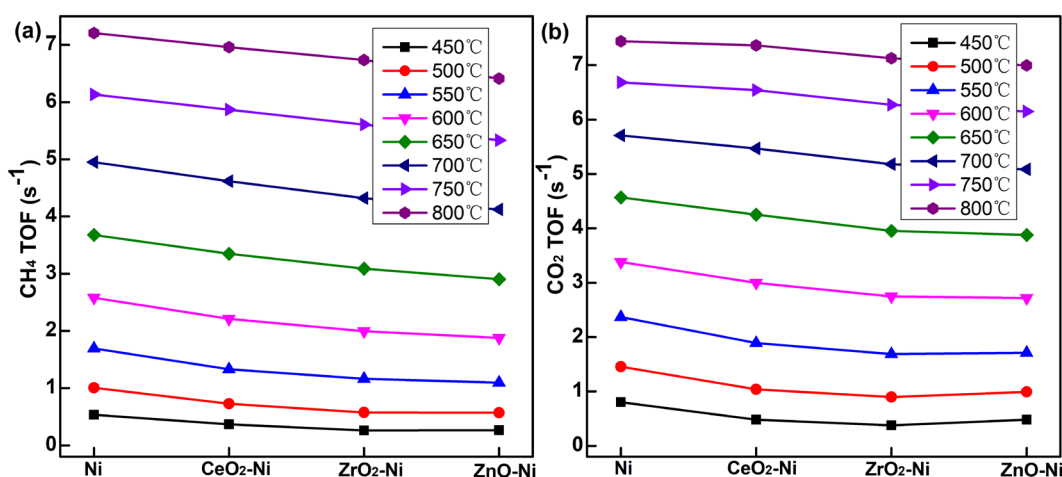 (a)
7
6
5
4
3
2
1
0
CH₄ TOF (s⁻¹)
450℃
500℃
550℃
600℃
650℃
700℃
750℃
800℃
Ni
CeO₂-Ni
ZrO₂-Ni
ZnO-Ni
(b)
7
6
5
4
3
2
1
0
CO₂ TOF (s⁻¹)
450℃
500℃
550℃
600℃
650℃
700℃
750℃
800℃
Ni
CeO₂-Ni
ZrO₂-Ni
ZnO-Ni